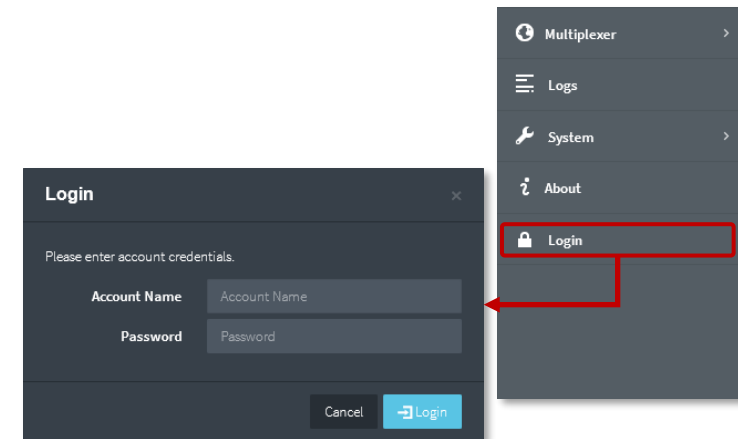 Multiplexer
Logs
System
About
Login
Login
Please enter account credentials.
Account Name Account Name
Password Password
Cancel Login